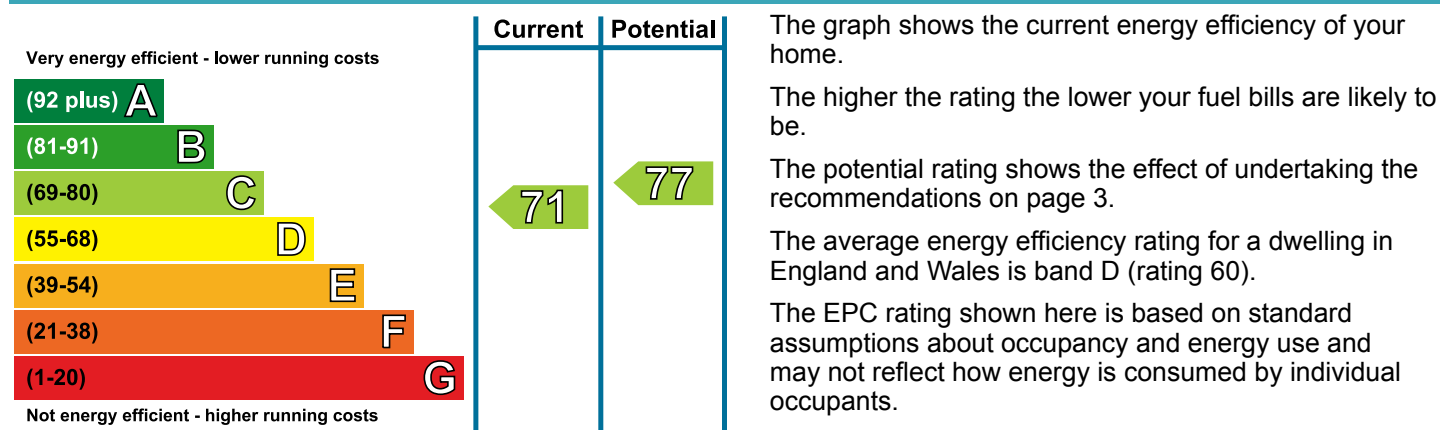 Current
Potential
Very energy efficient - lower running costs
(92 plus) A
(81-91) B
(69-80) C
(55-68) D
(39-54) E
(21-38) F
(1-20) G
Not energy efficient - higher running costs
71
77
The graph shows the current energy efficiency of your
home.
The higher the rating the lower your fuel bills are likely to
be.
The potential rating shows the effect of undertaking the
recommendations on page 3.
The average energy efficiency rating for a dwelling in
England and Wales is band D (rating 60).
The EPC rating shown here is based on standard
assumptions about occupancy and energy use and
may not reflect how energy is consumed by individual
occupants.